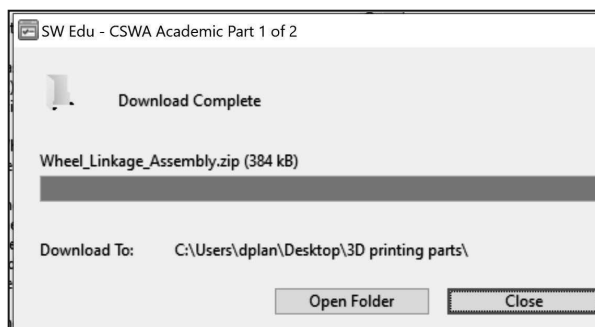 SW Edu - CSWA Academic Part 1 of 2
Download Complete
Wheel_Linkage_Assembly.zip (384 kB)
Download To: C:\Users\dplan\Desktop\3D printing parts\
Open Folder Close